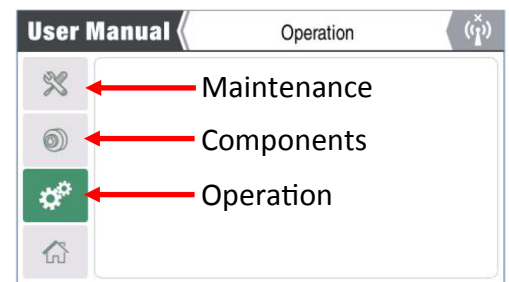 User Manual Operation
Maintenance
Components
Operation